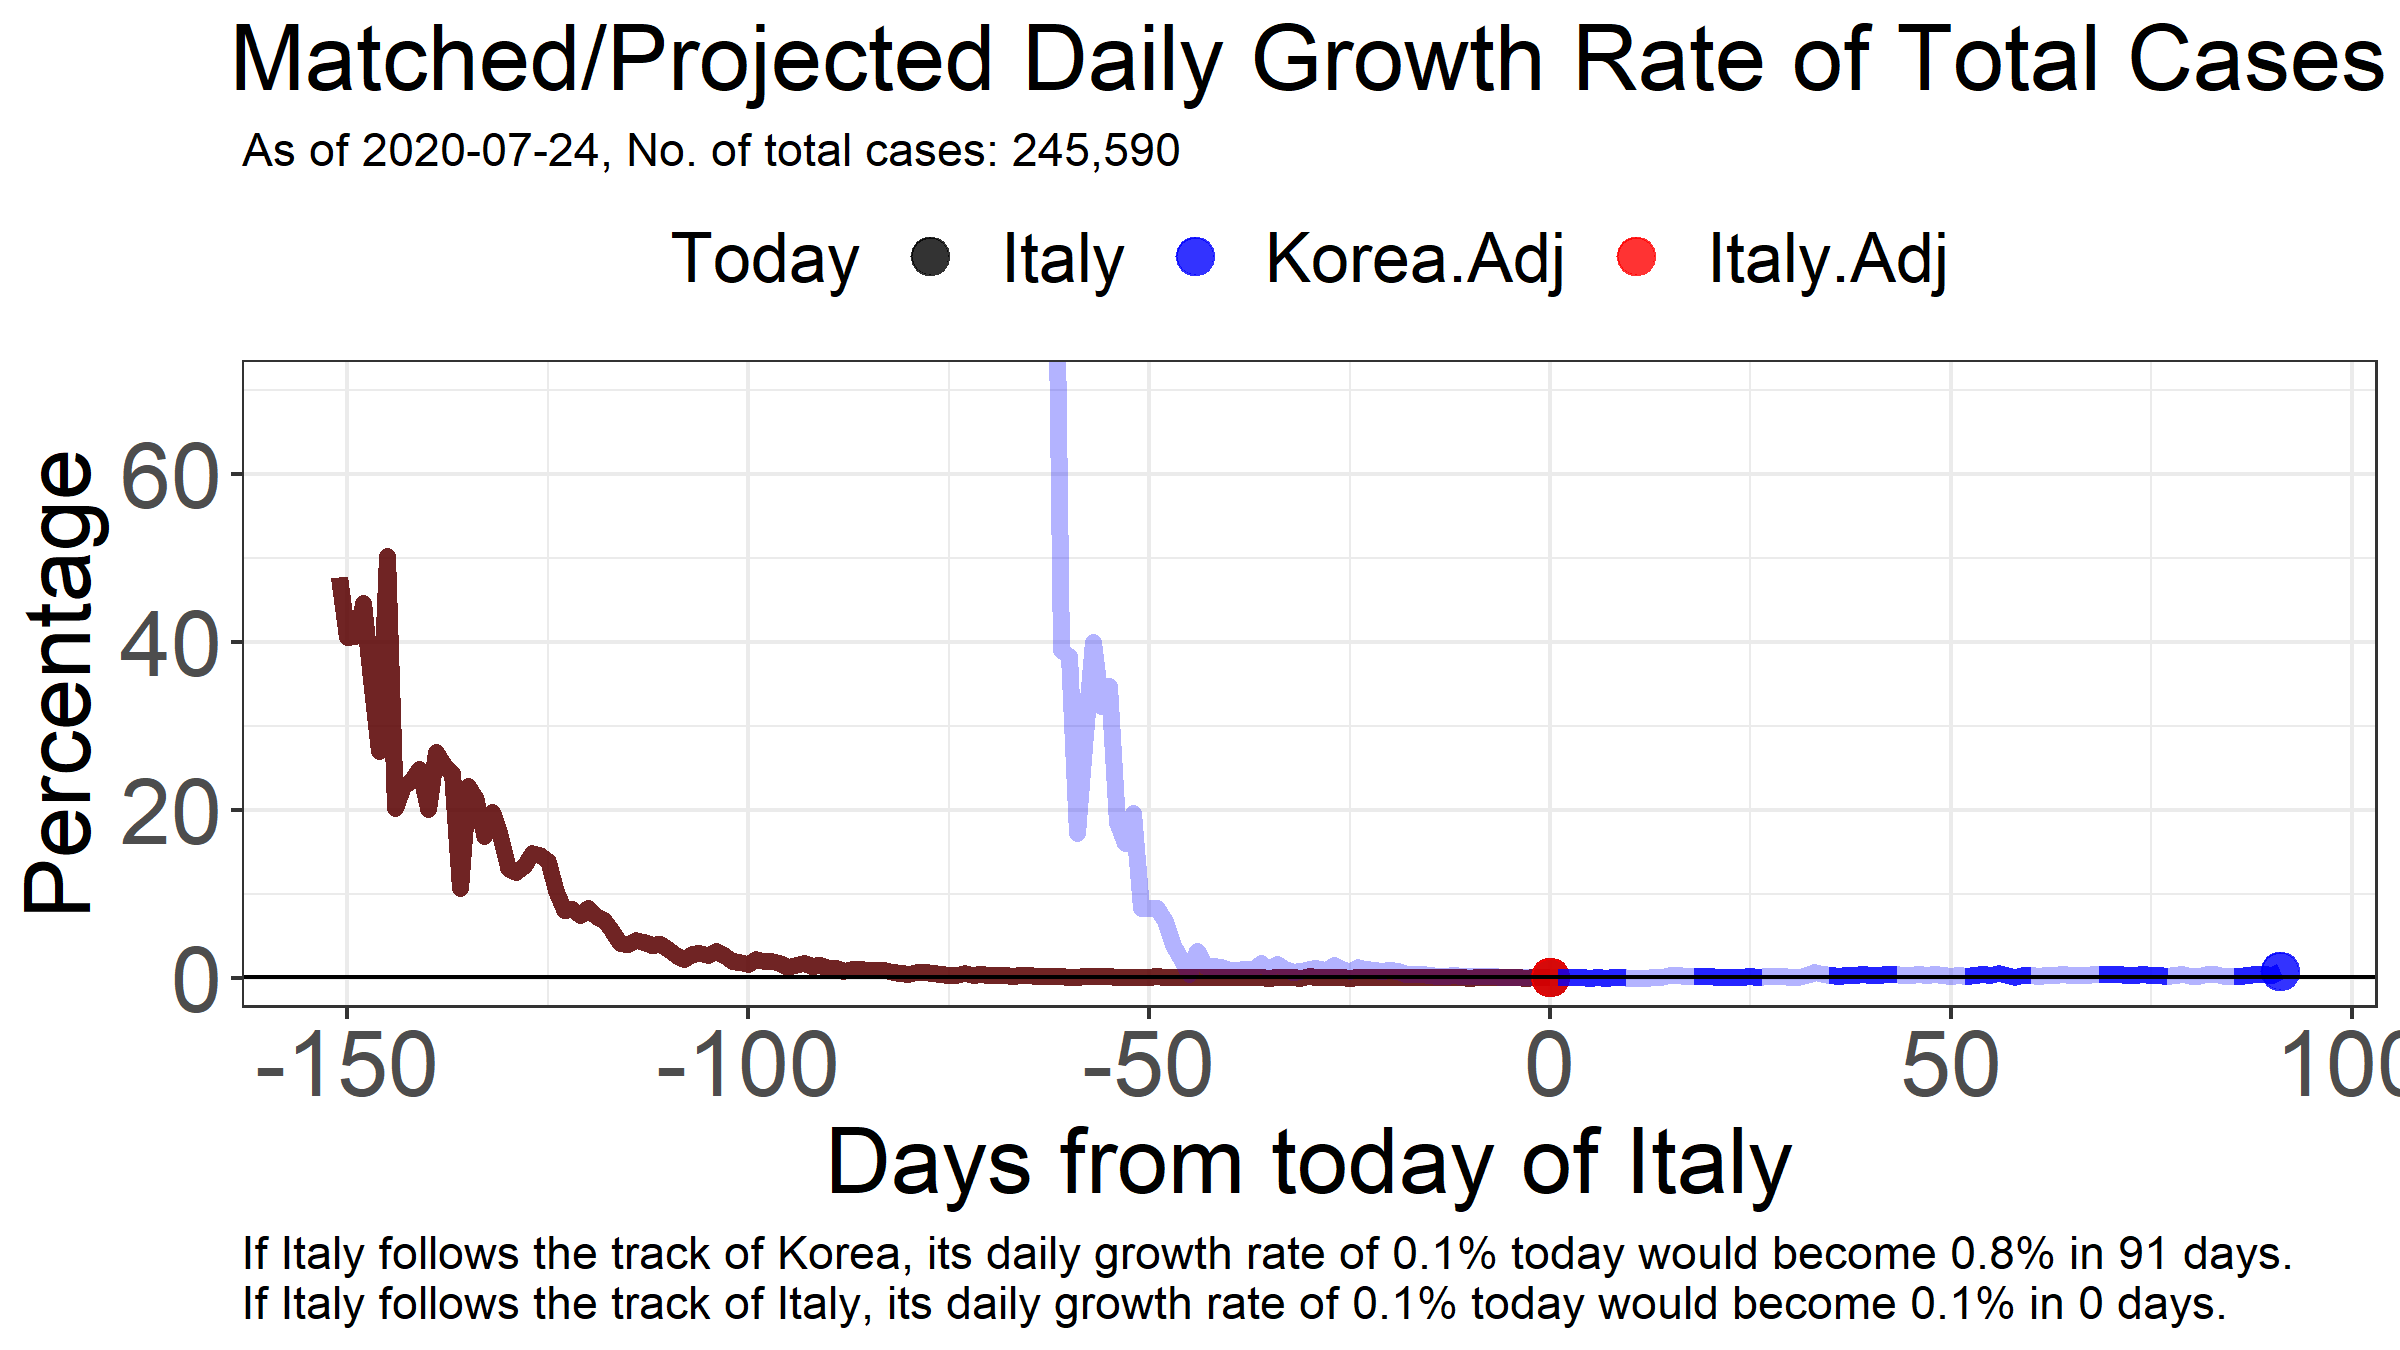 Matched/Projected Daily Growth Rate of Total Cases
As of 2020-07-24, No. of total cases: 245,590
Today Italy Korea.Adj Italy.Adj
Percentage
60
40
20
0
-150 -100 -50 0 50 100
Days from today of Italy
If Italy follows the track of Korea, its daily growth rate of 0.1% today would become 0.8% in 91 days.
If Italy follows the track of Italy, its daily growth rate of 0.1% today would become 0.1% in 0 days.